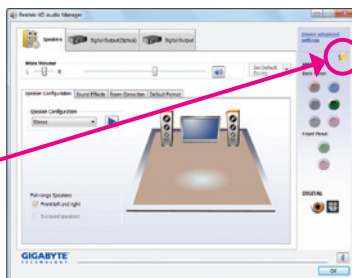 Realtek HD Audio Manager
Speakers
Digital Output(Optical)
Digital Output
Device advanced
settings
Main Volume
L
R
Set Default
Device
Back Panel
Speaker Configuration
Sound Effects
Room Correction
Default Format
Speaker Configuration
Stereo
Front Panel
Full-range Speakers
Front left and right
Surround speakers
DIGITAL
GIGABYTE
TECHNOLOGY
OK